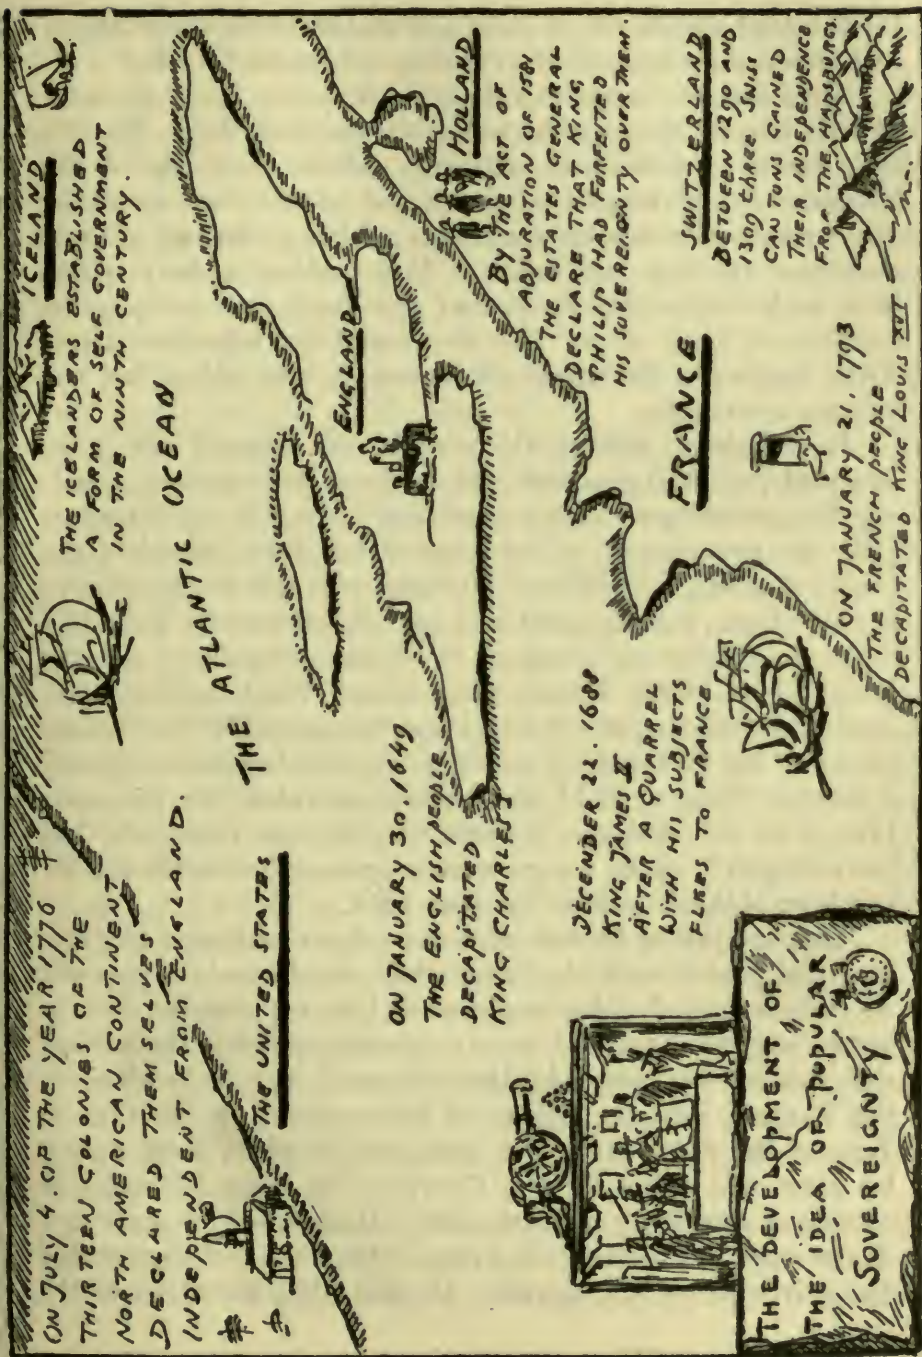 ON JULY 4. OF THE YEAR 1776
THIRTEEN COLONIES OF THE
NORTH AMERICAN CONTINENT
DECLARED THEM SELVES
INDEPENDENT FROM ENGLAND.
THE UNITED STATES
ICELAND
THE ICELANDERS ESTABLISHED
A FORM OF SELF GOVERNMENT
IN THE NINTH CENTURY.
THE ATLANTIC OCEAN
ENGLAND
ON JANUARY 30. 1649
THE ENGLISH PEOPLE
DECAPITATED
KING CHARLES I
DECEMBER 22. 1688
KING JAMES II
AFTER A QUARREL
WITH HIS SUBJECTS
FLEES TO FRANCE
HOLLAND
BY THE ACT OF
ADJURATION OF 1581
THE ESTATES GENERAL
DECLARE THAT KING
PHILIP HAD FORFEITED
HIS SOVEREIGNTY OVER THEM.
SWITZERLAND
BETWEEN 1290 AND
1309 THREE SWISS
CANTONS GAINED
THEIR INDEPENDENCE
FROM THE HABSBURGS.
FRANCE
ON JANUARY 21. 1793
THE FRENCH PEOPLE
DECAPITATED KING LOUIS XVI
THE DEVELOPMENT OF
THE IDEA OF POPULAR
SOVEREIGNTY